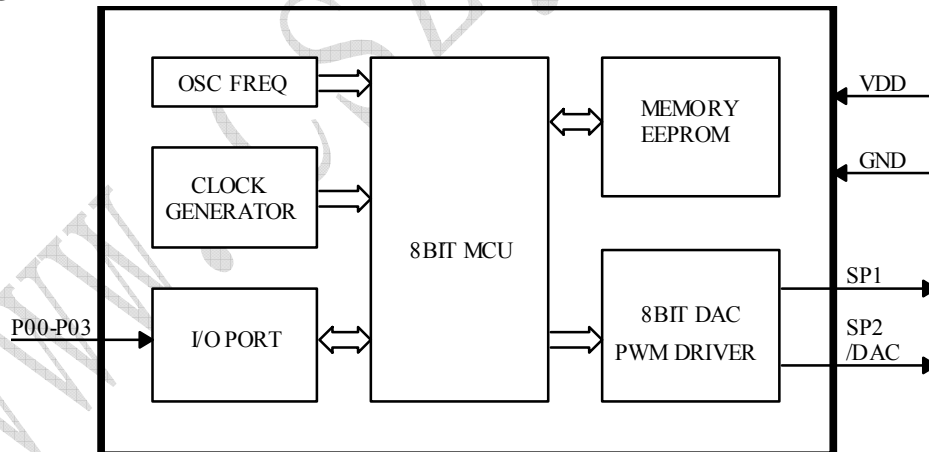 OSC FREQ
CLOCK
GENERATOR
P00-P03
I/O PORT
8BIT MCU
MEMORY
EEPROM
8BIT DAC
PWM DRIVER
VDD
GND
SP1
SP2
/DAC